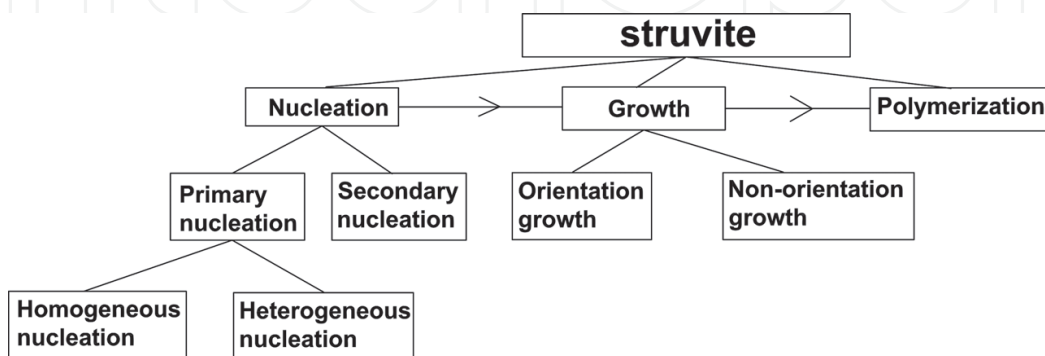 struvite
Nucleation
Growth
Polymerization
Primary
nucleation
Secondary
nucleation
Orientation
growth
Non-orientation
growth
Homogeneous
nucleation
Heterogeneous
nucleation